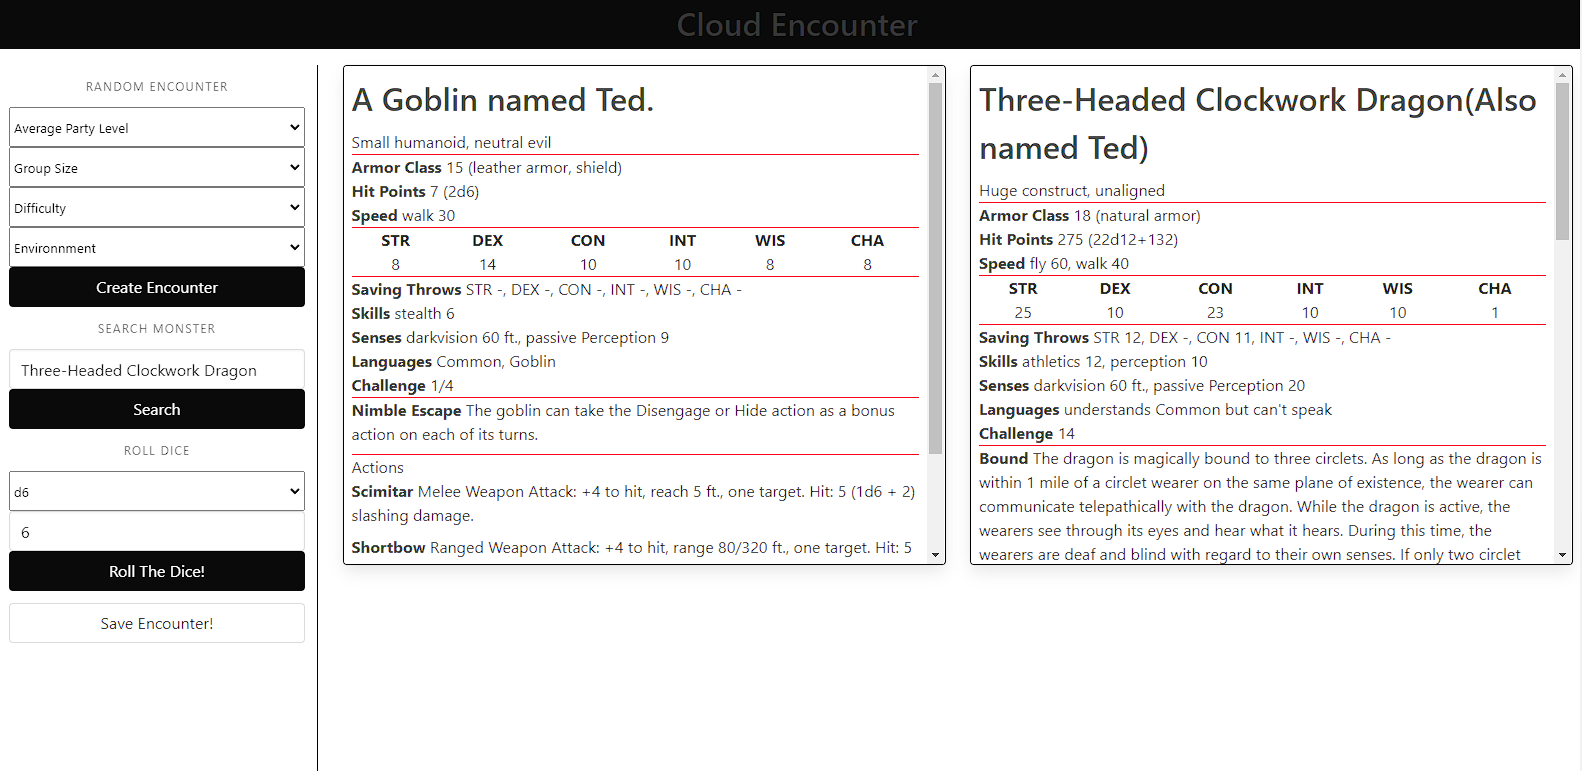 Cloud Encounter
RANDOM ENCOUNTER
Average Party Level
Group Size
Difficulty
Environnment
Create Encounter
SEARCH MONSTER
Three-Headed Clockwork Dragon
Search
ROLL DICE
d6
6
Roll The Dice!
Save Encounter!
A Goblin named Ted.
Small humanoid, neutral evil
Armor Class 15 (leather armor, shield)
Hit Points 7 (2d6)
Speed walk 30
STR DEX CON INT WIS CHA
8 14 10 10 8 8
Saving Throws STR -, DEX -, CON -, INT -, WIS -, CHA -
Skills stealth 6
Senses darkvision 60 ft., passive Perception 9
Languages Common, Goblin
Challenge 1/4
Nimble Escape The goblin can take the Disengage or Hide action as a bonus
action on each of its turns.
Actions
Scimitar Melee Weapon Attack: +4 to hit, reach 5 ft., one target. Hit: 5 (1d6 + 2)
slashing damage.
Shortbow Ranged Weapon Attack: +4 to hit, range 80/320 ft., one target. Hit: 5
Three-Headed Clockwork Dragon(Also
named Ted)
Huge construct, unaligned
Armor Class 18 (natural armor)
Hit Points 275 (22d12+132)
Speed fly 60, walk 40
STR DEX CON INT WIS CHA
25 10 23 10 10 1
Saving Throws STR 12, DEX -, CON 11, INT -, WIS -, CHA -
Skills athletics 12, perception 10
Senses darkvision 60 ft., passive Perception 20
Languages understands Common but can't speak
Challenge 14
Bound The dragon is magically bound to three circlets. As long as the dragon is
within 1 mile of a circlet wearer on the same plane of existence, the wearer can
communicate telepathically with the dragon. While the dragon is active, the
wearers see through its eyes and hear what it hears. During this time, the
wearers are deaf and blind with regard to their own senses. If only two circlet